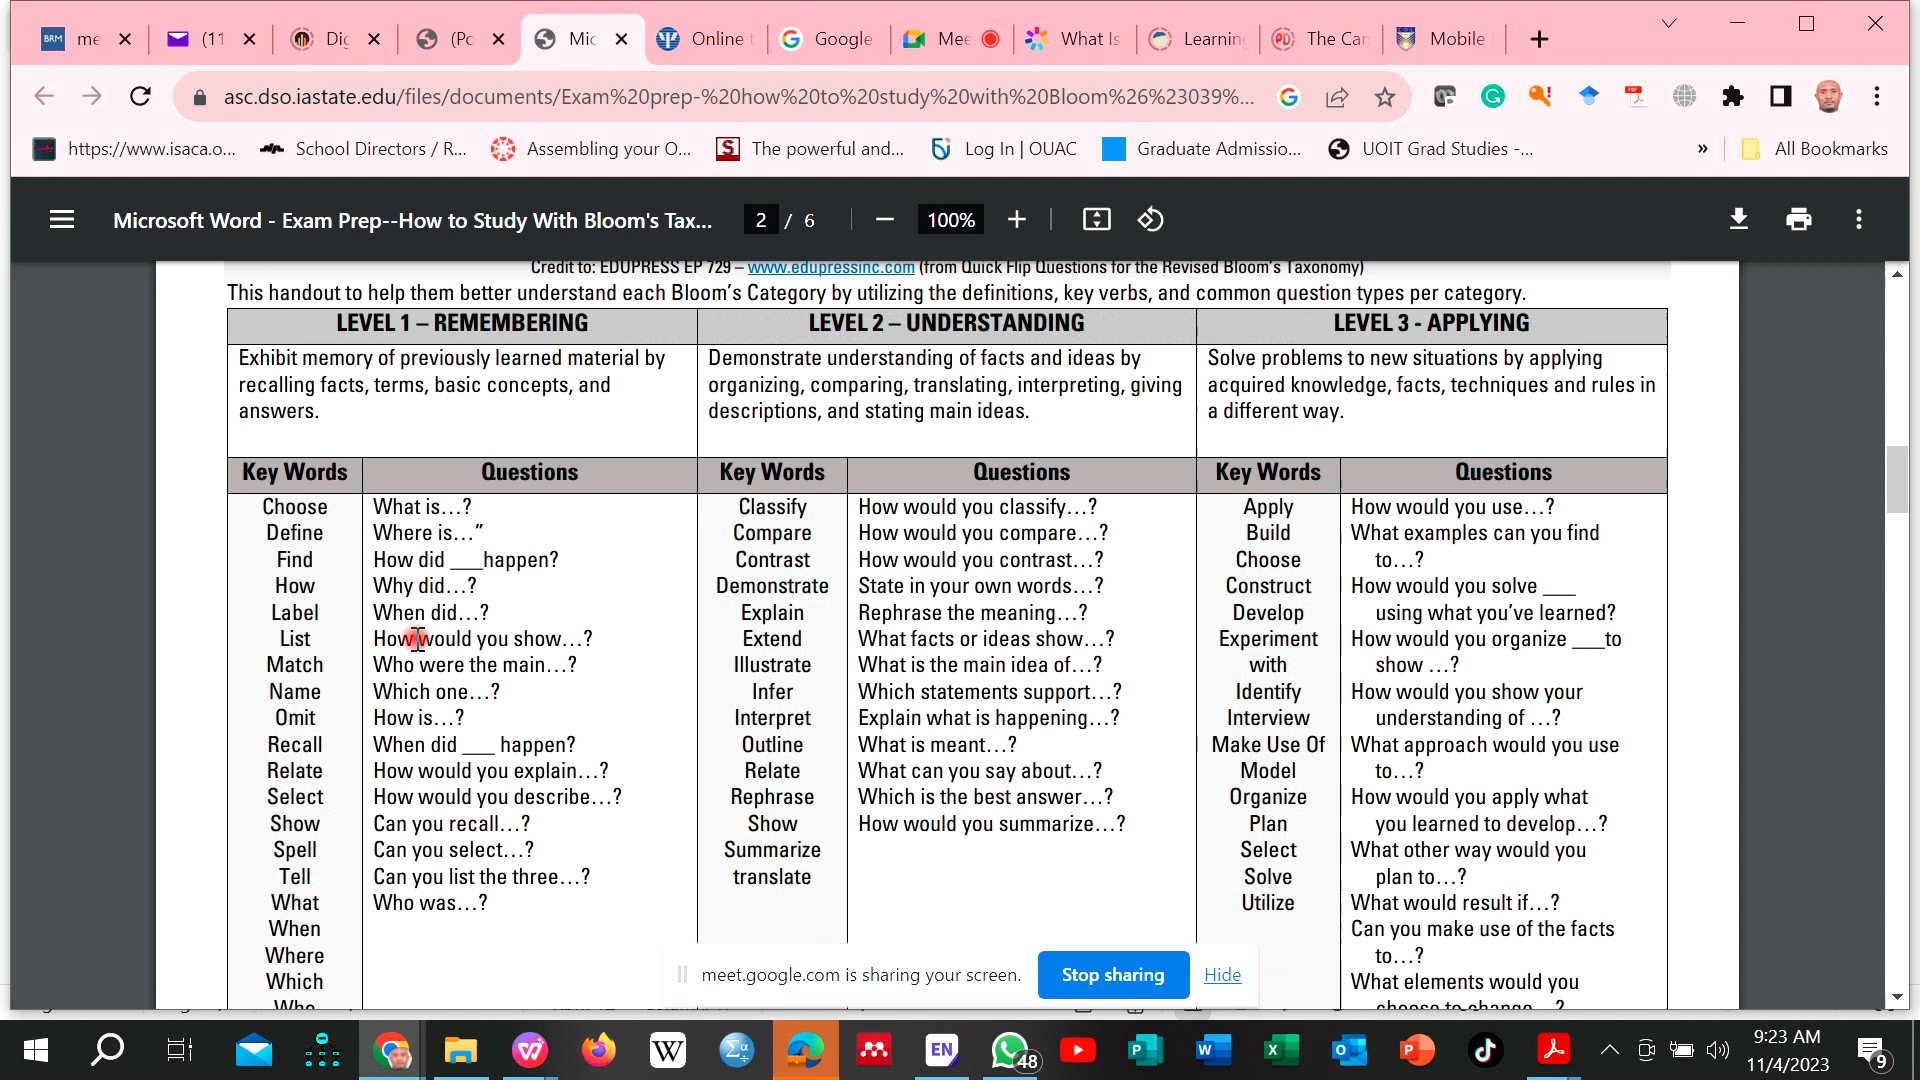 me
(11
Dig
(Po
Mic
Online t
Google
Mee
What Is
Learning
The Can
Mobile
asc.dso.iastate.edu/files/documents/Exam%20prep-%20how%20to%20study%20with%20Bloom%26%23039%...
https://www.isaca.o...
School Directors / R...
Assembling your O...
The powerful and...
Log In | OUAC
Graduate Admissio...
UOIT Grad Studies -...
»
All Bookmarks
Microsoft Word - Exam Prep--How to Study With Bloom's Tax...
2 / 6
100%
Credit to: EDUPRESS EP 729 – www.edupressinc.com (from Quick Flip Questions for the Revised Bloom's Taxonomy)
This handout to help them better understand each Bloom's Category by utilizing the definitions, key verbs, and common question types per category.
LEVEL 1 – REMEMBERING
Exhibit memory of previously learned material by
recalling facts, terms, basic concepts, and
answers.
Key Words
Choose
Define
Find
How
Label
List
Match
Name
Omit
Recall
Relate
Select
Show
Spell
Tell
What
When
Where
Which
Who
Questions
What is…?
Where is…”
How did ___happen?
Why did…?
When did…?
How would you show…?
Who were the main…?
Which one…?
How is…?
When did ___ happen?
How would you explain…?
How would you describe…?
Can you recall…?
Can you select…?
Can you list the three…?
Who was…?
LEVEL 2 – UNDERSTANDING
Demonstrate understanding of facts and ideas by
organizing, comparing, translating, interpreting, giving
descriptions, and stating main ideas.
Key Words
Classify
Compare
Contrast
Demonstrate
Explain
Extend
Illustrate
Infer
Interpret
Outline
Relate
Rephrase
Show
Summarize
translate
Questions
How would you classify…?
How would you compare…?
How would you contrast…?
State in your own words…?
Rephrase the meaning…?
What facts or ideas show…?
What is the main idea of…?
Which statements support…?
Explain what is happening…?
What is meant…?
What can you say about…?
Which is the best answer…?
How would you summarize…?
LEVEL 3 - APPLYING
Solve problems to new situations by applying
acquired knowledge, facts, techniques and rules in
a different way.
Key Words
Apply
Build
Choose
Construct
Develop
Experiment
with
Identify
Interview
Make Use Of
Model
Organize
Plan
Select
Solve
Utilize
Questions
How would you use…?
What examples can you find
to…?
How would you solve ___
using what you've learned?
How would you organize ___to
show …?
How would you show your
understanding of …?
What approach would you use
to…?
How would you apply what
you learned to develop…?
What other way would you
plan to…?
What would result if…?
Can you make use of the facts
to…?
What elements would you
choose to change…?
meet.google.com is sharing your screen.
Stop sharing
Hide
48
EN
9:23 AM
11/4/2023
9